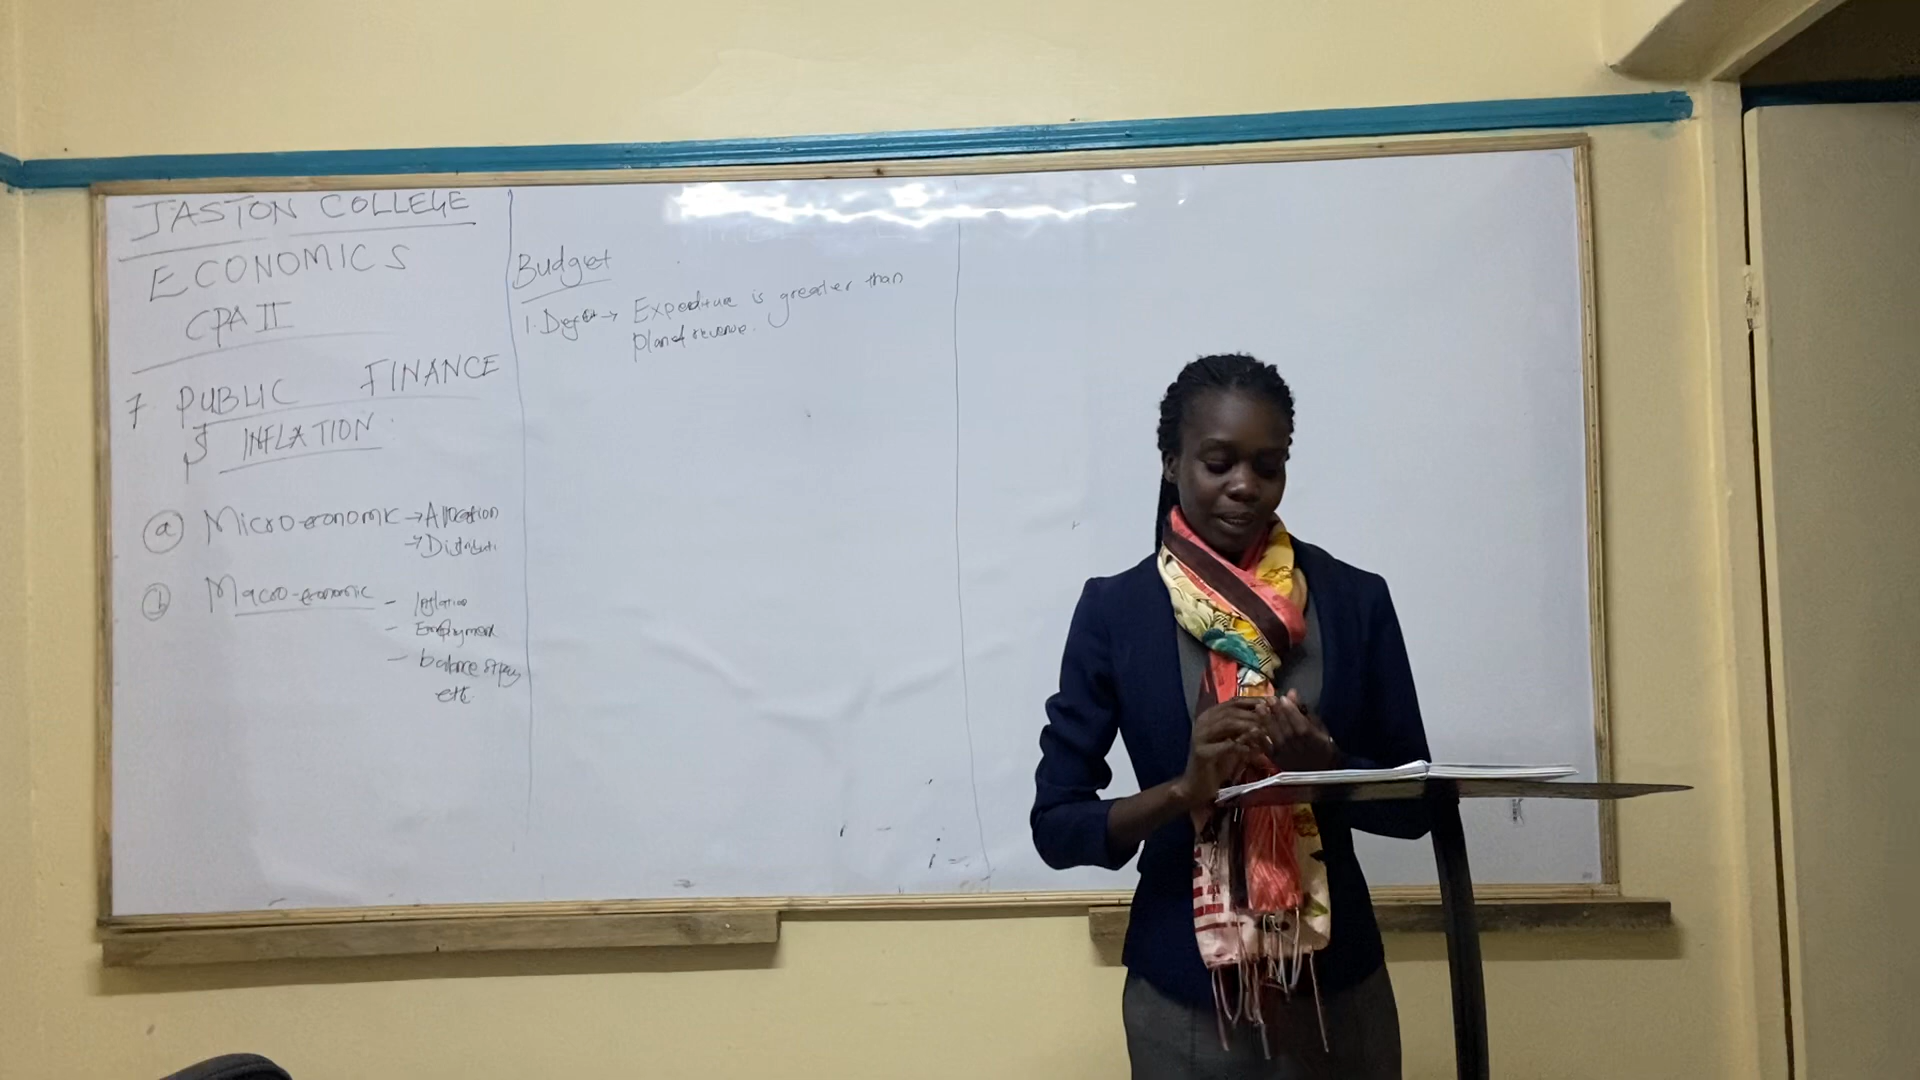 JASTON COLLEGE
ECONOMICS
CPA II
7 PUBLIC FINANCE
& INFLATION
(a) Micro-economic → Allocation
→ Distributi
(b) Macro-economic - Inflation
- Employment
- balance of pay
etc.
Budget
1. Deficit → Expenditure is greater than
planed revenue.